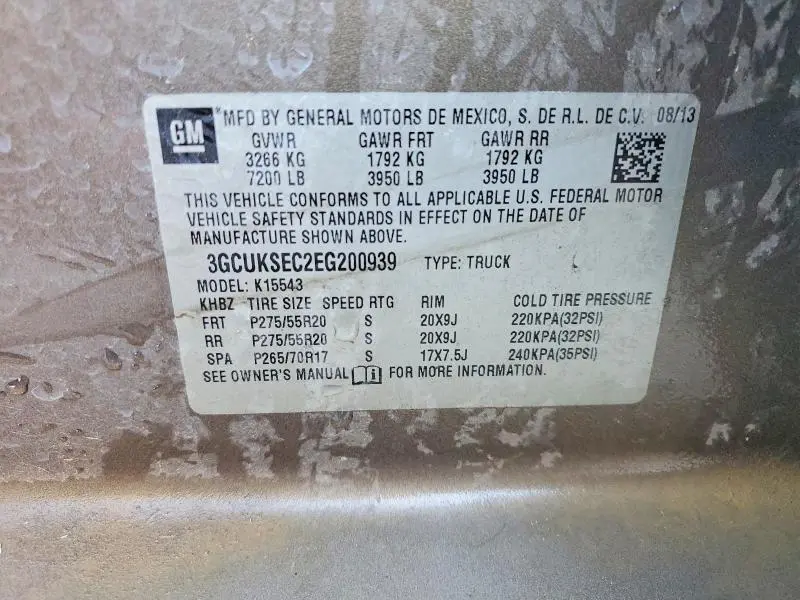 GM
*MFD BY GENERAL MOTORS DE MEXICO, S. DE R.L. DE C.V. 08/13
GVWR GAWR FRT GAWR RR
3266 KG 1792 KG 1792 KG
7200 LB 3950 LB 3950 LB
THIS VEHICLE CONFORMS TO ALL APPLICABLE U.S. FEDERAL MOTOR
VEHICLE SAFETY STANDARDS IN EFFECT ON THE DATE OF
MANUFACTURE SHOWN ABOVE.
3GCUKSEC2EG200939 TYPE: TRUCK
MODEL: K15543
KHBZ TIRE SIZE SPEED RTG RIM COLD TIRE PRESSURE
FRT P275/55R20 S 20X9J 220KPA(32PSI)
RR P275/55R20 S 20X9J 220KPA(32PSI)
SPA P265/70R17 S 17X7.5J 240KPA(35PSI)
SEE OWNER'S MANUAL i FOR MORE INFORMATION.